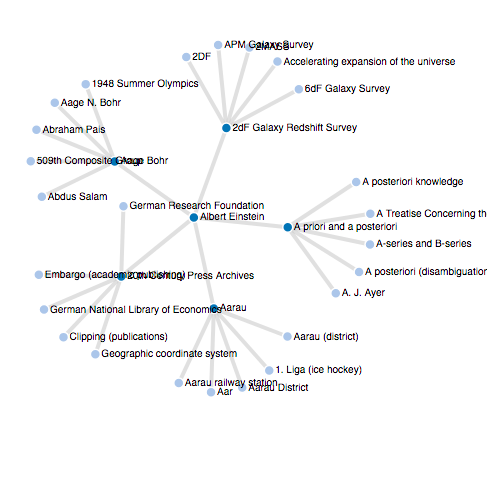 APM Galaxy Survey
2MASS
2DF
Accelerating expansion of the universe
1948 Summer Olympics
6dF Galaxy Survey
Aage N. Bohr
Abraham Pais
2dF Galaxy Redshift Survey
509th Composite Group
Aage Bohr
A posteriori knowledge
Abdus Salam
German Research Foundation
A Treatise Concerning th
Albert Einstein
A priori and a posteriori
A-series and B-series
Embargo (academic publishing)
20th Century Press Archives
A posteriori (disambiguation
A. J. Ayer
German National Library of Economics
Aarau
Clipping (publications)
Aarau (district)
Geographic coordinate system
1. Liga (ice hockey)
Aarau railway station
Aarau District
Aar